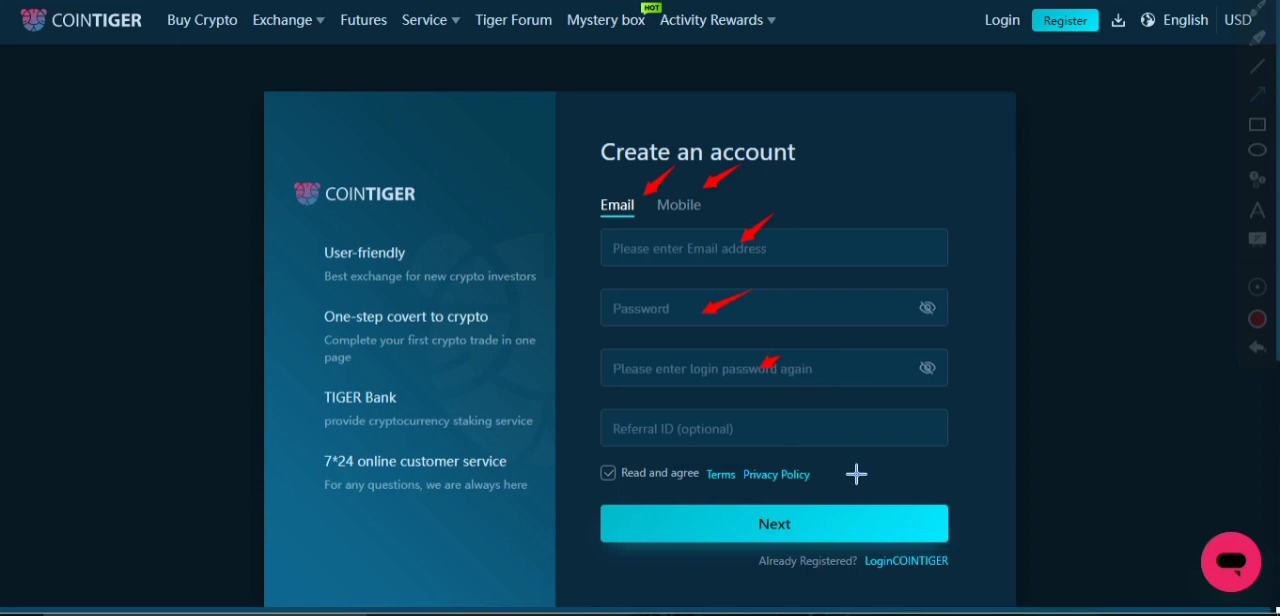 COINTIGER Buy Crypto Exchange Futures Service Tiger Forum Mystery box HOT Activity Rewards Login Register English USD
Create an account
COINTIGER
Email Mobile
User-friendly
Please enter Email address
Best exchange for new crypto investors
Password
One-step covert to crypto
Complete your first crypto trade in one
page
Please enter login password again
TIGER Bank
provide cryptocurrency staking service
Referral ID (optional)
7*24 online customer service
Read and agree Terms Privacy Policy
For any questions, we are always here
Next
Already Registered? LoginCOINTIGER